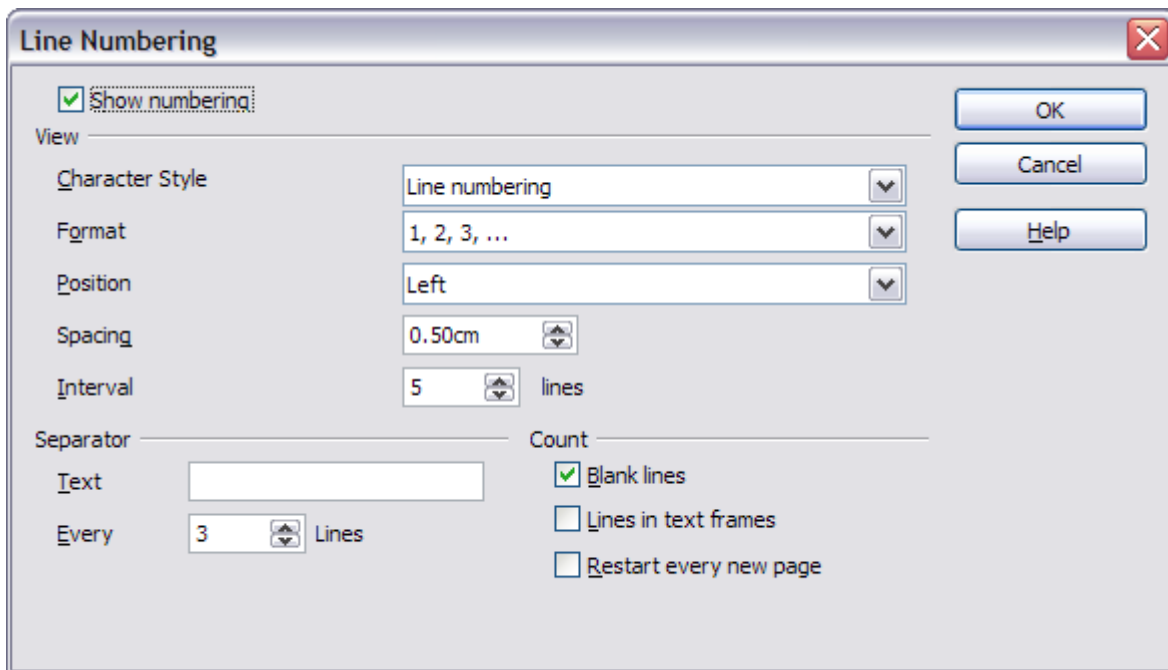 Line Numbering
Show numbering
OK
View
Cancel
Character Style
Line numbering
Format
1, 2, 3, ...
Help
Position
Left
Spacing
0.50cm
Interval
5
lines
Separator
Count
Text
Blank lines
Lines in text frames
Every
3
Lines
Restart every new page